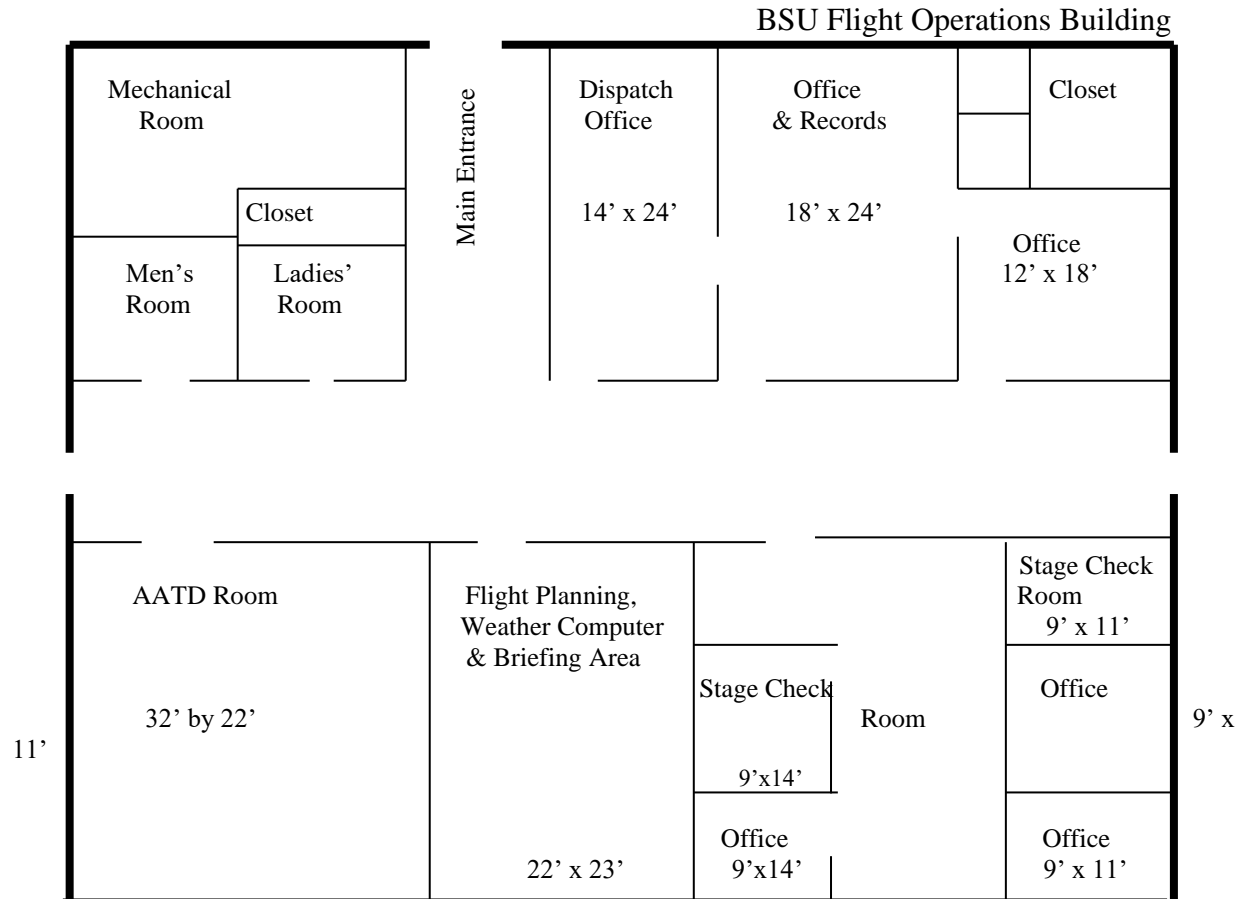 BSU Flight Operations Building
Mechanical
Room
Main Entrance
Dispatch
Office
Office
& Records
Closet
Closet
14’ x 24’
18’ x 24’
Office
12’ x 18’
Men’s
Room
Ladies’
Room
AATD Room
Flight Planning,
Weather Computer
& Briefing Area
Stage Check
Room
9’ x 11’
Stage Check
Office
32’ by 22’
Room
9’ x
11’
9’x14’
Office
9’x14’
Office
9’ x 11’
22’ x 23’